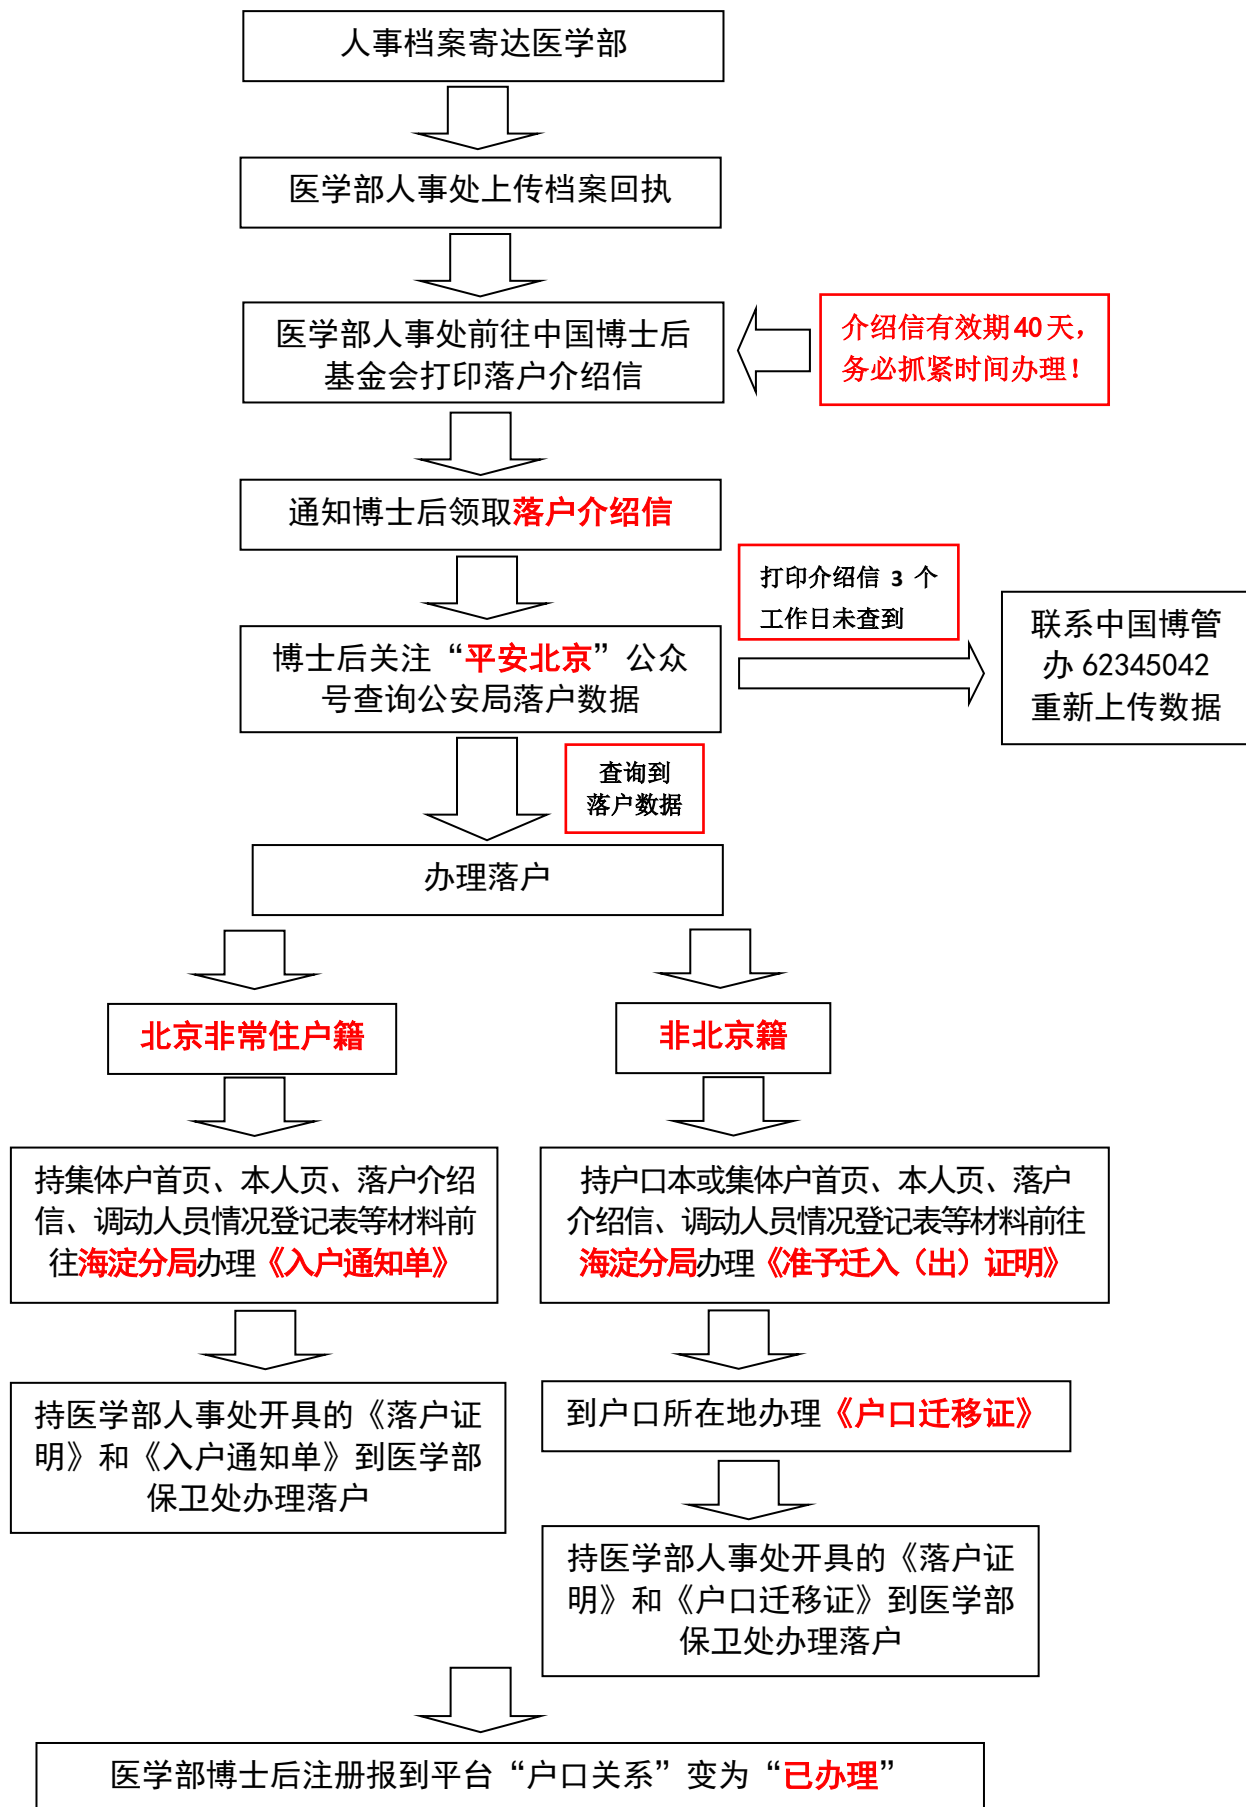 人事档案寄达医学部
医学部人事处上传档案回执
医学部人事处前往中国博士后
基金会打印落户介绍信
介绍信有效期40天，
务必抓紧时间办理！
通知博士后领取落户介绍信
打印介绍信 3 个
工作日未查到
博士后关注“平安北京”公众
号查询公安局落户数据
联系中国博管
办 62345042
重新上传数据
查询到
落户数据
办理落户
北京非常住户籍
非北京籍
持集体户首页、本人页、落户介绍
信、调动人员情况登记表等材料前
往海淀分局办理《入户通知单》
持户口本或集体户首页、本人页、落户
介绍信、调动人员情况登记表等材料前往
海淀分局办理《准予迁入（出）证明》
持医学部人事处开具的《落户证
明》和《入户通知单》到医学部
保卫处办理落户
到户口所在地办理《户口迁移证》
持医学部人事处开具的《落户证
明》和《户口迁移证》到医学部
保卫处办理落户
医学部博士后注册报到平台“户口关系”变为“已办理”